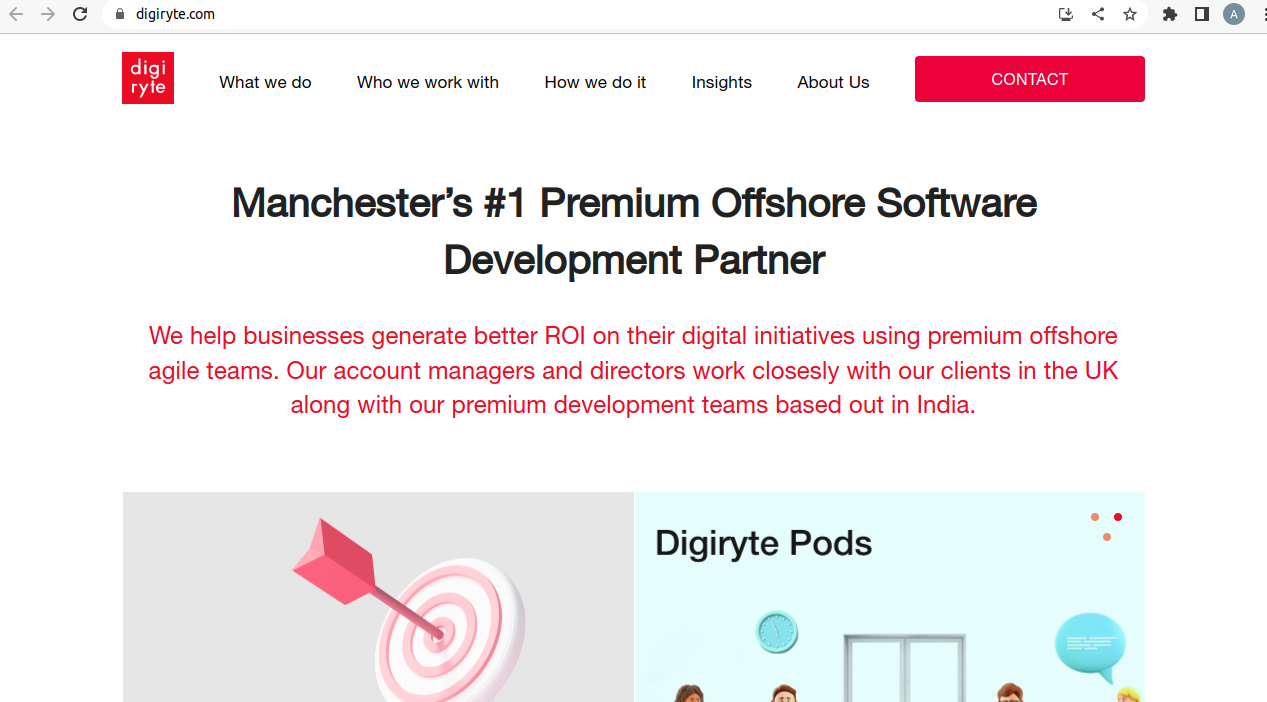 digiryte.com
A
digi
ryte
What we do
Who we work with
How we do it
Insights
About Us
CONTACT
Manchester’s #1 Premium Offshore Software
Development Partner
We help businesses generate better ROI on their digital initiatives using premium offshore
agile teams. Our account managers and directors work closesly with our clients in the UK
along with our premium development teams based out in India.
Digiryte Pods